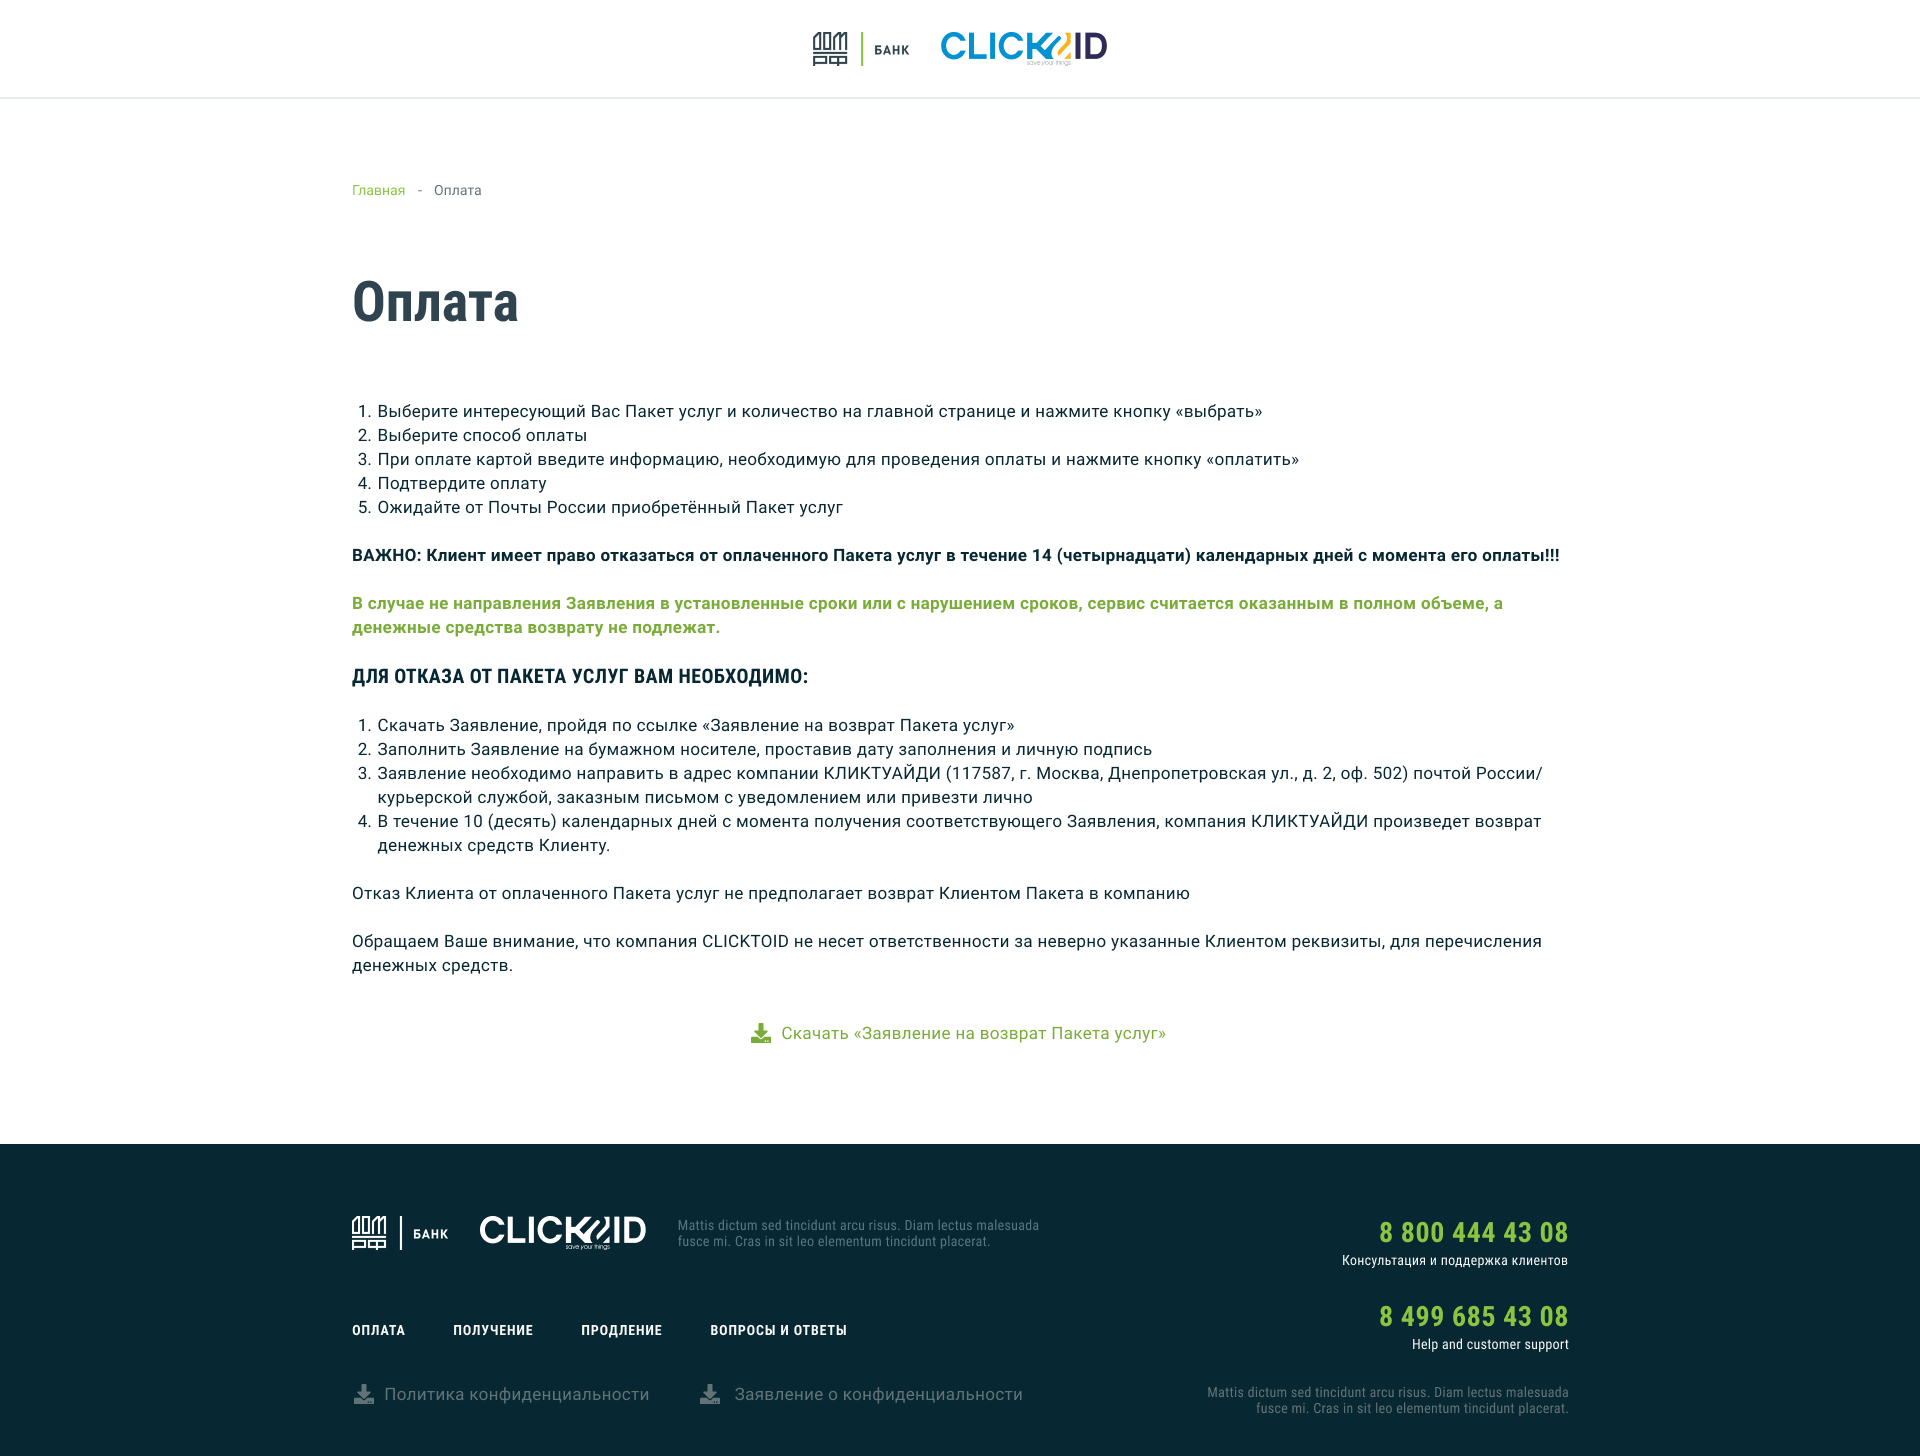 ДОМ
РФ
БАНК
CLICK2ID
save your things
Главная - Оплата
Оплата
1. Выберите интересующий Вас Пакет услуг и количество на главной странице и нажмите кнопку «выбрать»
2. Выберите способ оплаты
3. При оплате картой введите информацию, необходимую для проведения оплаты и нажмите кнопку «оплатить»
4. Подтвердите оплату
5. Ожидайте от Почты России приобретённый Пакет услуг
ВАЖНО: Клиент имеет право отказаться от оплаченного Пакета услуг в течение 14 (четырнадцати) календарных дней с момента его оплаты!!!
В случае не направления Заявления в установленные сроки или с нарушением сроков, сервис считается оказанным в полном объеме, а
денежные средства возврату не подлежат.
ДЛЯ ОТКАЗА ОТ ПАКЕТА УСЛУГ ВАМ НЕОБХОДИМО:
1. Скачать Заявление, пройдя по ссылке «Заявление на возврат Пакета услуг»
2. Заполнить Заявление на бумажном носителе, проставив дату заполнения и личную подпись
3. Заявление необходимо направить в адрес компании КЛИКТУАЙДИ (117587, г. Москва, Днепропетровская ул., д. 2, оф. 502) почтой России/
курьерской службой, заказным письмом с уведомлением или привезти лично
4. В течение 10 (десять) календарных дней с момента получения соответствующего Заявления, компания КЛИКТУАЙДИ произведет возврат
денежных средств Клиенту.
Отказ Клиента от оплаченного Пакета услуг не предполагает возврат Клиентом Пакета в компанию
Обращаем Ваше внимание, что компания CLICKTOID не несет ответственности за неверно указанные Клиентом реквизиты, для перечисления
денежных средств.
Скачать «Заявление на возврат Пакета услуг»
ДОМ
РФ
БАНК
CLICK2ID
save your things
Mattis dictum sed tincidunt arcu risus. Diam lectus malesuada
fusce mi. Cras in sit leo elementum tincidunt placerat.
8 800 444 43 08
Консультация и поддержка клиентов
8 499 685 43 08
Help and customer support
ОПЛАТА ПОЛУЧЕНИЕ ПРОДЛЕНИЕ ВОПРОСЫ И ОТВЕТЫ
Политика конфиденциальности Заявление о конфиденциальности
Mattis dictum sed tincidunt arcu risus. Diam lectus malesuada
fusce mi. Cras in sit leo elementum tincidunt placerat.